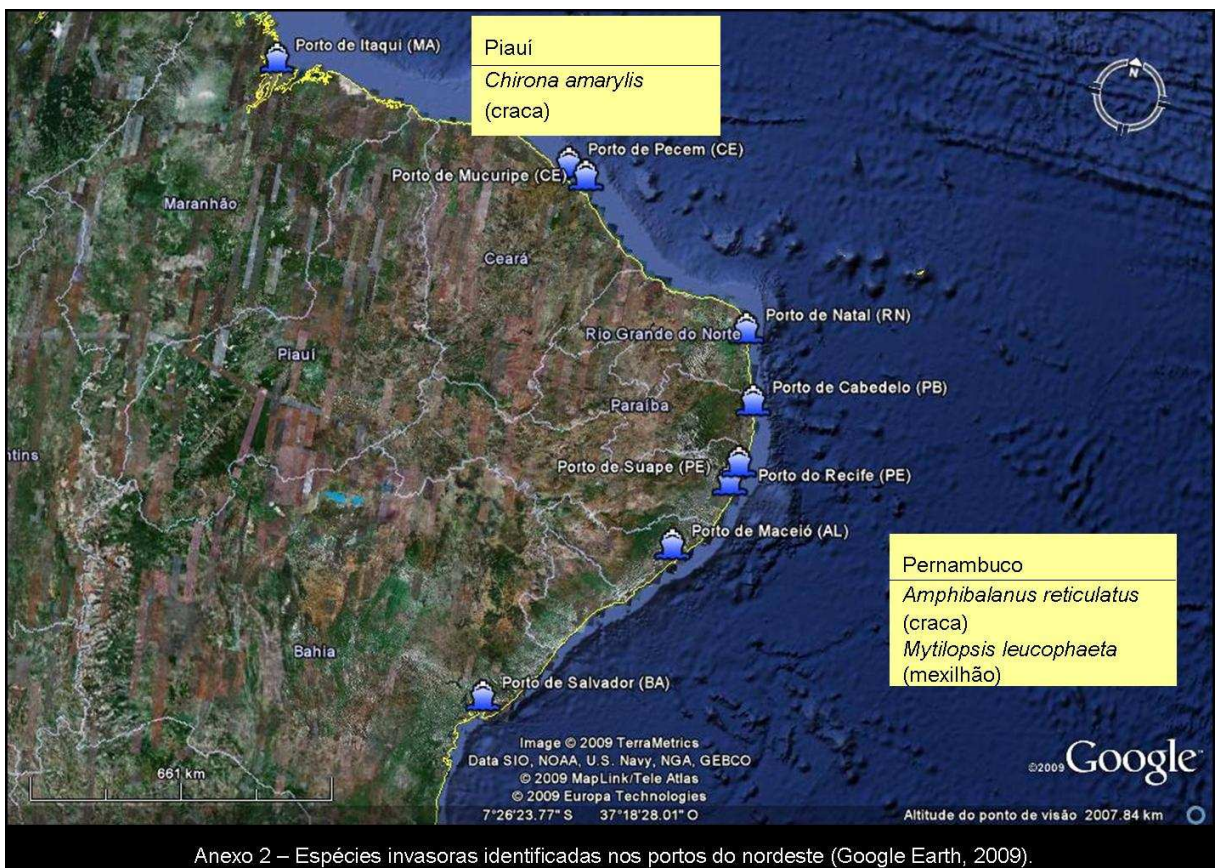 Porto de Itaqui (MA)
Piauí
Chirona amarylis
(craca)
N
Porto de Pecem (CE)
Porto de Mucuripe (CE)
Maranhão
Ceará
Porto de Natal (RN)
Rio Grande do Norte
Piauí
Porto de Cabedelo (PB)
Paraíba
ntins
Porto de Suape (PE)
Porto do Recife (PE)
Porto de Maceió (AL)
Pernambuco
Amphibalanus reticulatus
(craca)
Mytilopsis leucophaeta
(mexilhão)
Bahia
Porto de Salvador (BA)
Image © 2009 TerraMetrics
Data SIO, NOAA, U.S. Navy, NGA, GEBCO
© 2009 MapLink/Tele Atlas
© 2009 Europa Technologies
©2009 Google
661 km
7°26'23.77" S 37°18'28.01" O
Altitude do ponto de visão 2007.84 km
Anexo 2 – Espécies invasoras identificadas nos portos do nordeste (Google Earth, 2009).